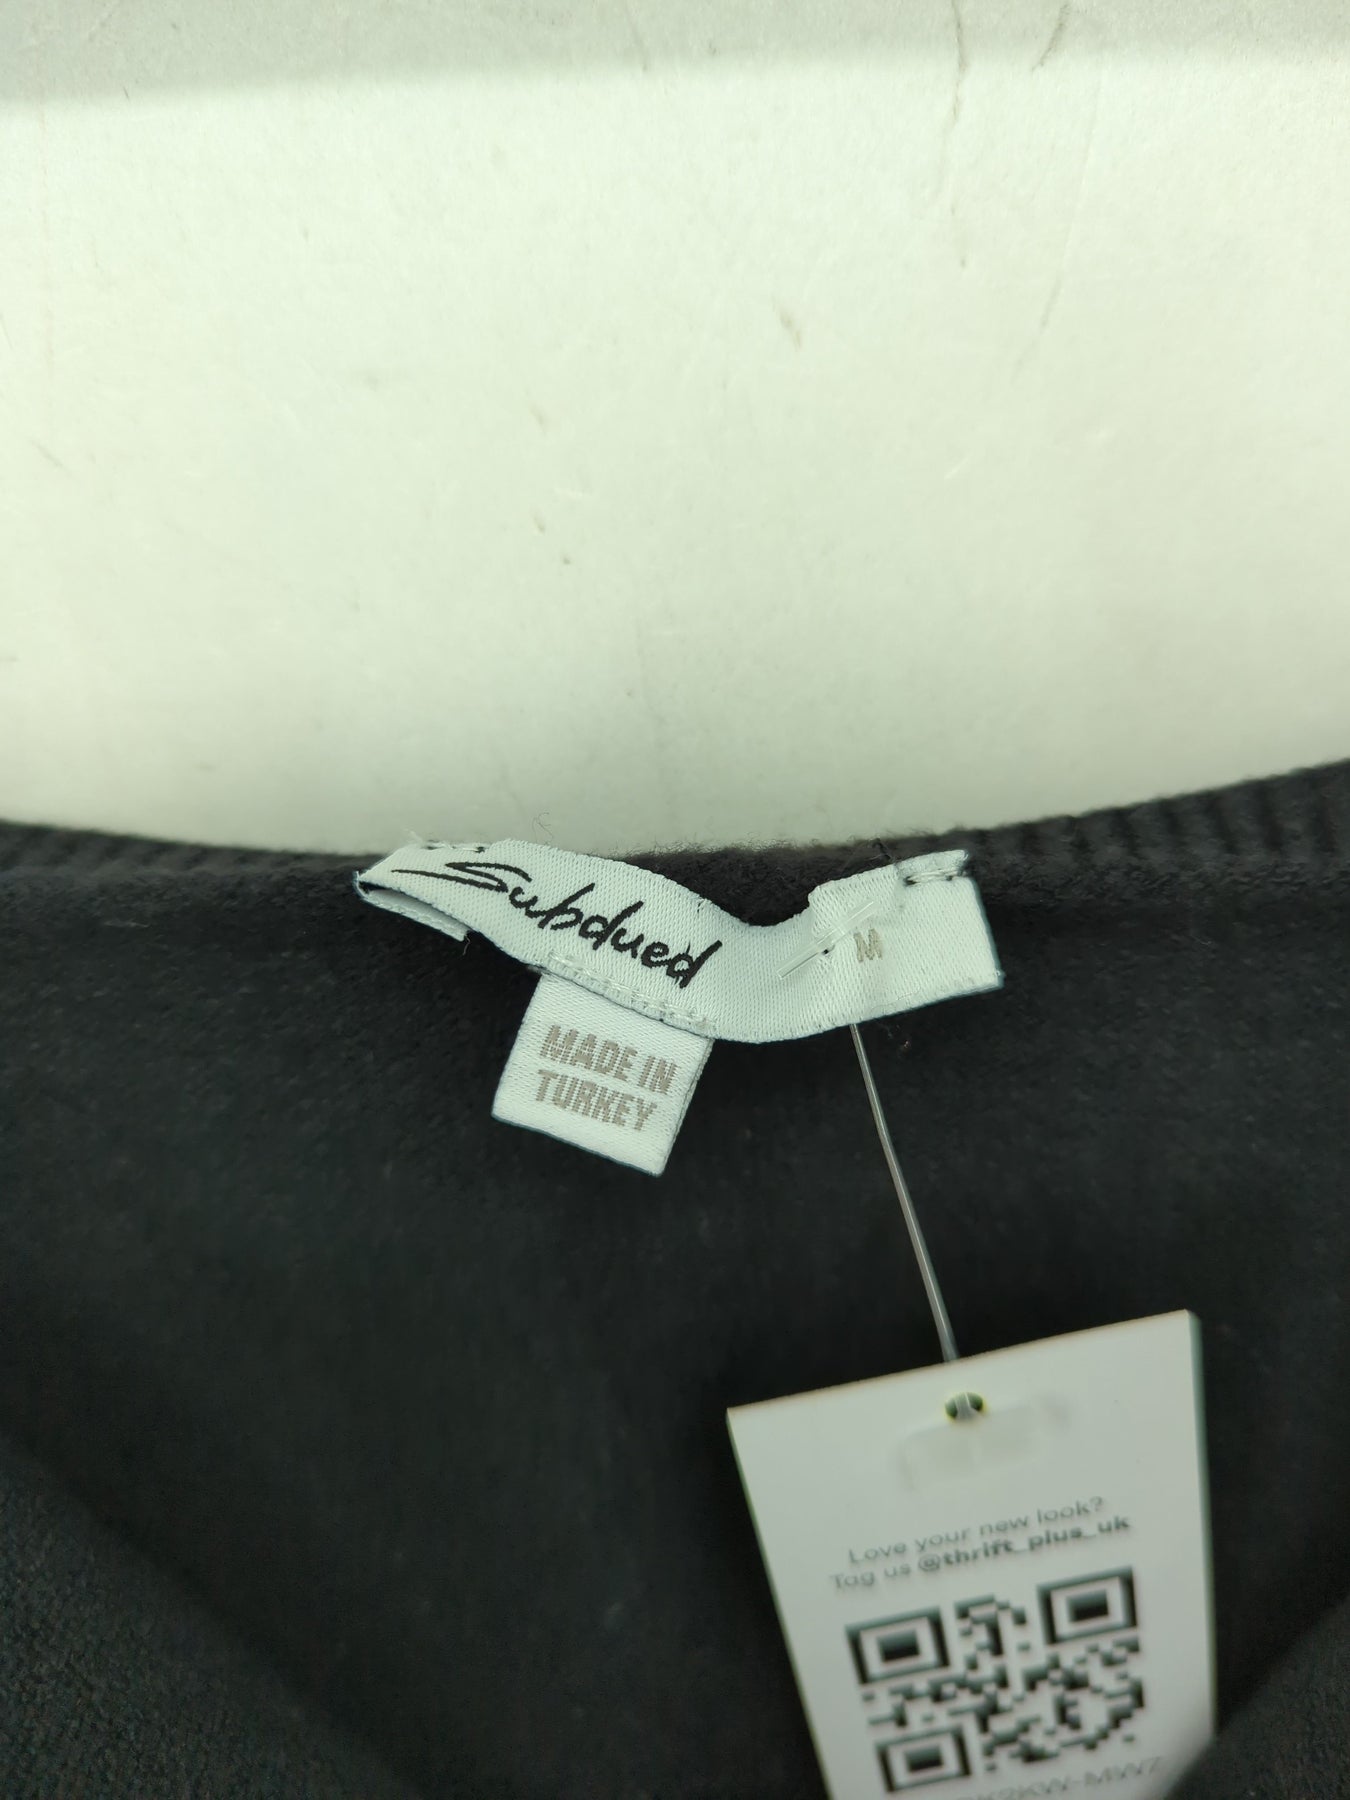 Subdued
M
MADE IN
TURKEY
Love your new look?
Tag us @thrift_plus_uk